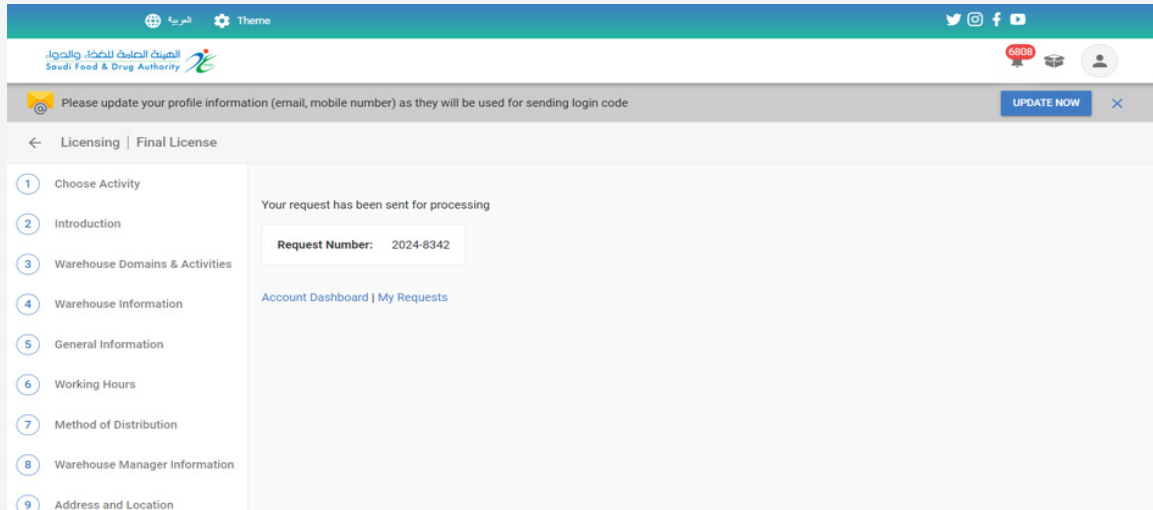 العربية
Theme
الهيئة العامة للغذاء والدواء
Saudi Food & Drug Authority
6808
Please update your profile information (email, mobile number) as they will be used for sending login code
UPDATE NOW
Licensing | Final License
1 Choose Activity
2 Introduction
3 Warehouse Domains & Activities
4 Warehouse Information
5 General Information
6 Working Hours
7 Method of Distribution
8 Warehouse Manager Information
9 Address and Location
Your request has been sent for processing
Request Number: 2024-8342
Account Dashboard | My Requests